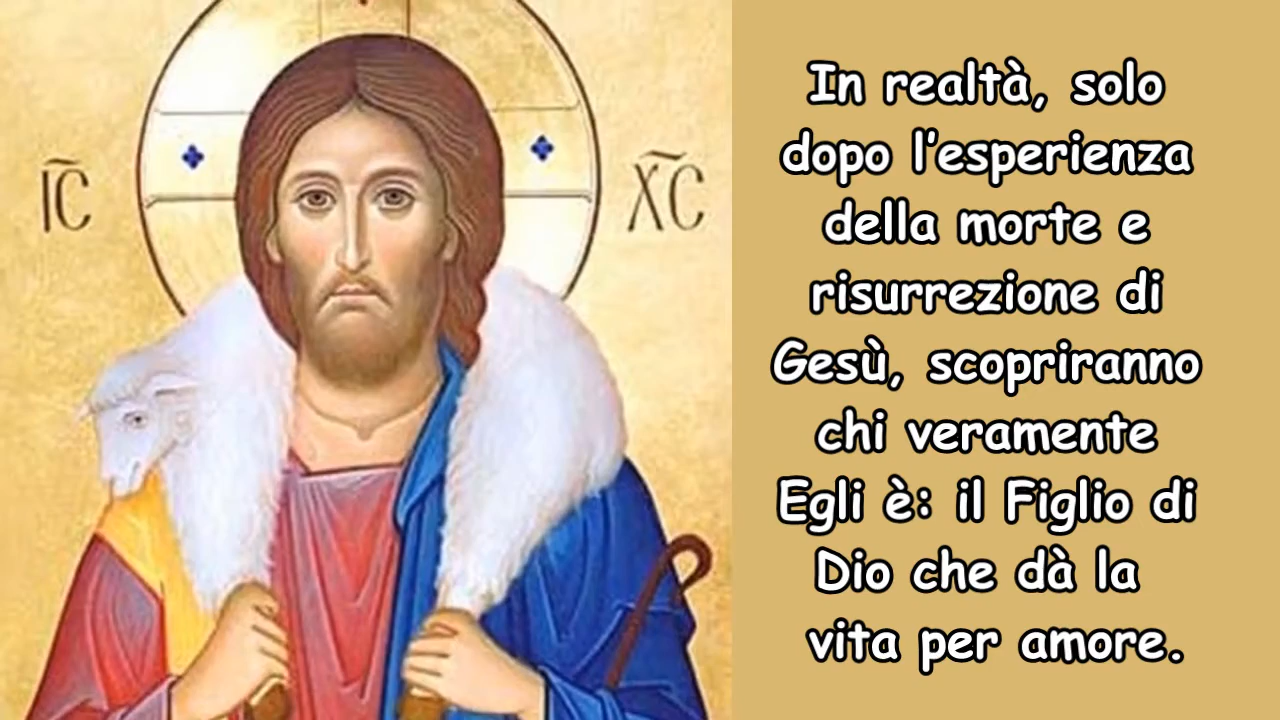 IC
XC
In realtà, solo
dopo l'esperienza
della morte e
risurrezione di
Gesù, scopriranno
chi veramente
Egli è: il Figlio di
Dio che dà la
vita per amore.